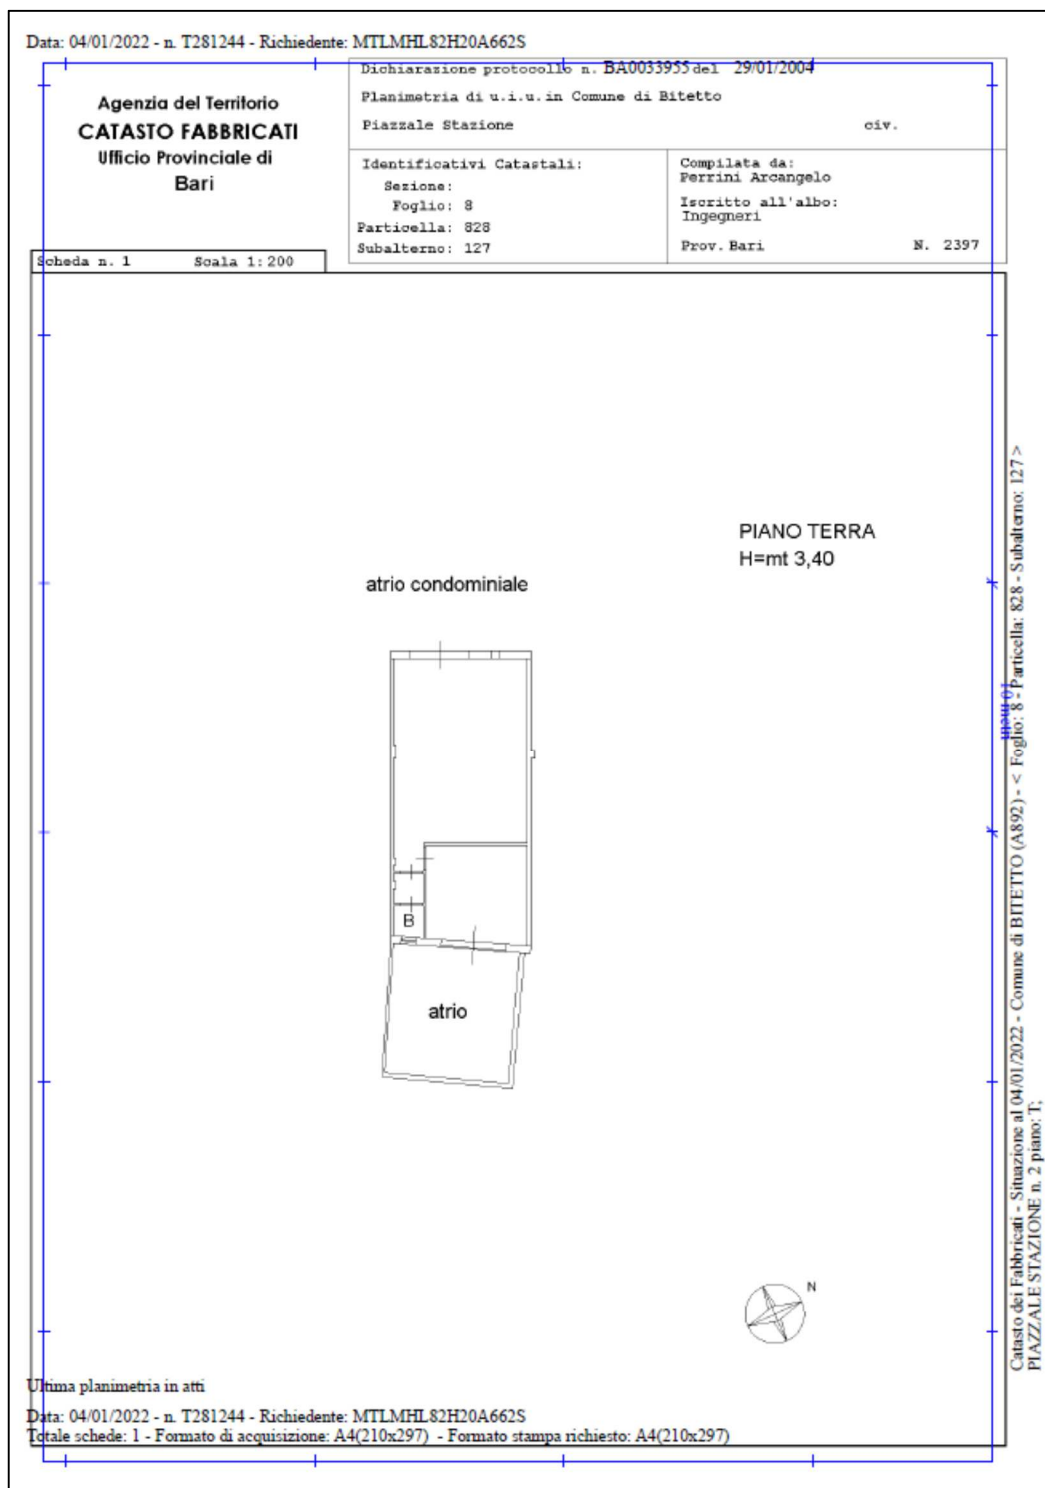 Data: 04/01/2022 - n. T281244 - Richiedente: MTLMHL82H20A662S
Agenzia del Territorio
CATASTO FABBRICATI
Ufficio Provinciale di
Bari
Dichiarazione protocollo n. BA0033955 del 29/01/2004
Planimetria di u.i.u. in Comune di Bitetto
Piazzale Stazione civ.
Identificativi Catastali:
Sezione:
Foglio: 8
Particella: 828
Subalterno: 127
Compilata da:
Perrini Arcangelo
Iscritto all'albo:
Ingegneri
Prov. Bari N. 2397
Scheda n. 1 Scala 1:200
PIANO TERRA
H=mt 3,40
atrio condominiale
B
atrio
N
10 metri
Catasto dei Fabbricati - Situazione al 04/01/2022 - Comune di BITETTO (A892) - < Foglio: 8 - Particella: 828 - Subalterno: 127 >
PIAZZALE STAZIONE n. 2 piano: T;
Ultima planimetria in atti
Data: 04/01/2022 - n. T281244 - Richiedente: MTLMHL82H20A662S
Totale schede: 1 - Formato di acquisizione: A4(210x297) - Formato stampa richiesto: A4(210x297)